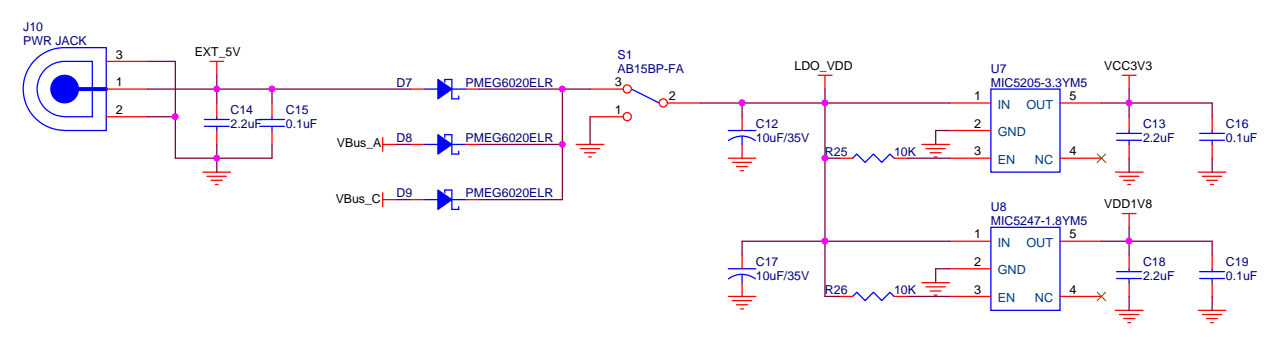 J10
PWR JACK
3
1
2
EXT_5V
C14
2.2uF
C15
0.1uF
D7
PMEG6020ELR
VBus_A
D8
PMEG6020ELR
VBus_C
D9
PMEG6020ELR
S1
AB15BP-FA
3
2
1
LDO_VDD
C12
10uF/35V
R25
10K
U7
MIC5205-3.3YM5
1
IN
OUT
5
2
GND
3
EN
NC
4
VCC3V3
C13
2.2uF
C16
0.1uF
C17
10uF/35V
R26
10K
U8
MIC5247-1.8YM5
1
IN
OUT
5
2
GND
3
EN
NC
4
VDD1V8
C18
2.2uF
C19
0.1uF